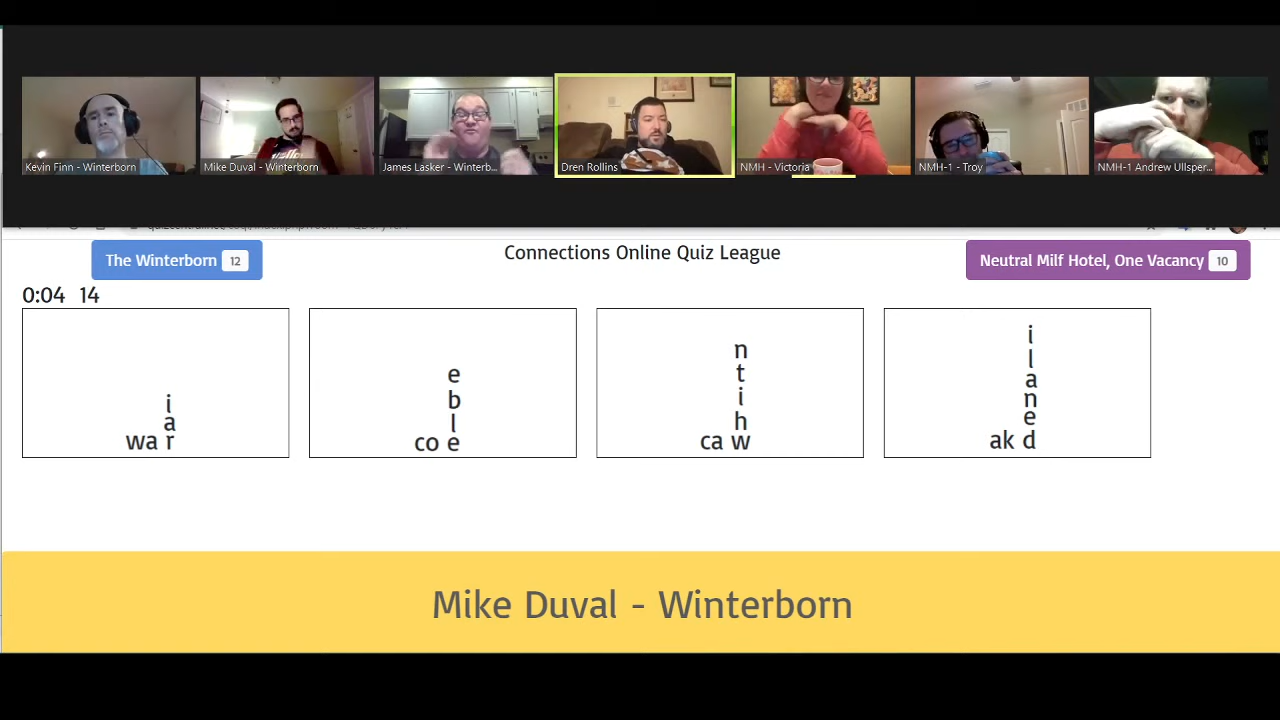 Kevin Finn - Winterborn
Mike Duval - Winterborn
James Lasker - Winterb...
Dren Rollins
NMH - Victoria
NMH-1 - Troy
NMH-1 Andrew Ullsper...
The Winterborn 12
Connections Online Quiz League
Neutral Milf Hotel, One Vacancy 10
0:04 14
i
a
wa r
e
b
l
co e
n
t
i
h
ca w
i
l
a
n
e
ak d
Mike Duval - Winterborn